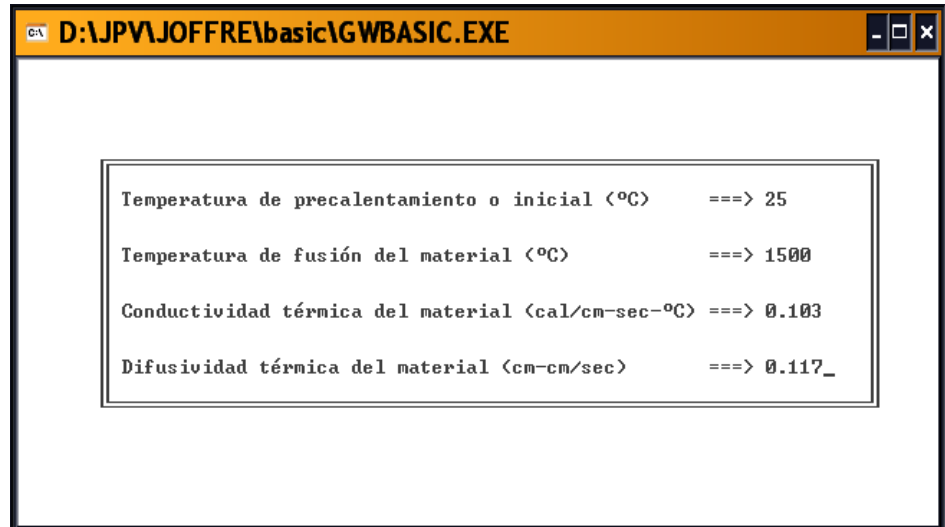 C:\
D:\JPV\JOFFRE\basic\GWBASIC.EXE
Temperatura de precalentamiento o inicial (ºC) ===> 25
Temperatura de fusión del material (ºC) ===> 1500
Conductividad térmica del material (cal/cm-sec-ºC) ===> 0.103
Difusividad térmica del material (cm-cm/sec) ===> 0.117_